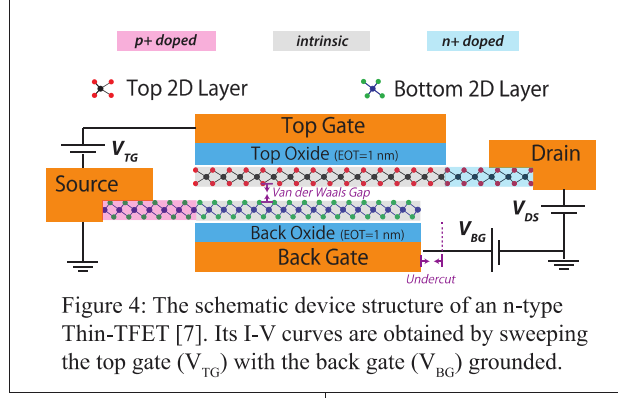 p+ doped intrinsic n+ doped
Top 2D Layer Bottom 2D Layer
Top Gate
V_TG
Top Oxide (EOT=1 nm)
Drain
Source
Van der Waals Gap
V_DS
Back Oxide (EOT=1 nm)
V_BG
Back Gate
Undercut
Figure 4: The schematic device structure of an n-type
Thin-TFET [7]. Its I-V curves are obtained by sweeping
the top gate (V_TG) with the back gate (V_BG) grounded.